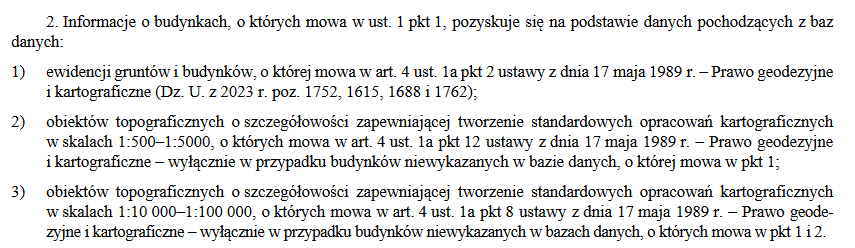 2. Informacje o budynkach, o których mowa w ust. 1 pkt 1, pozyskuje się na podstawie danych pochodzących z baz
danych:
1) ewidencji gruntów i budynków, o której mowa w art. 4 ust. 1a pkt 2 ustawy z dnia 17 maja 1989 r. – Prawo geodezyjne
i kartograficzne (Dz. U. z 2023 r. poz. 1752, 1615, 1688 i 1762);
2) obiektów topograficznych o szczegółowości zapewniającej tworzenie standardowych opracowań kartograficznych
w skalach 1:500–1:5000, o których mowa w art. 4 ust. 1a pkt 12 ustawy z dnia 17 maja 1989 r. – Prawo geodezyjne
i kartograficzne – wyłącznie w przypadku budynków niewykazanych w bazie danych, o której mowa w pkt 1;
3) obiektów topograficznych o szczegółowości zapewniającej tworzenie standardowych opracowań kartograficznych
w skalach 1:10 000–1:100 000, o których mowa w art. 4 ust. 1a pkt 8 ustawy z dnia 17 maja 1989 r. – Prawo geode-
zyjne i kartograficzne – wyłącznie w przypadku budynków niewykazanych w bazach danych, o których mowa w pkt 1 i 2.